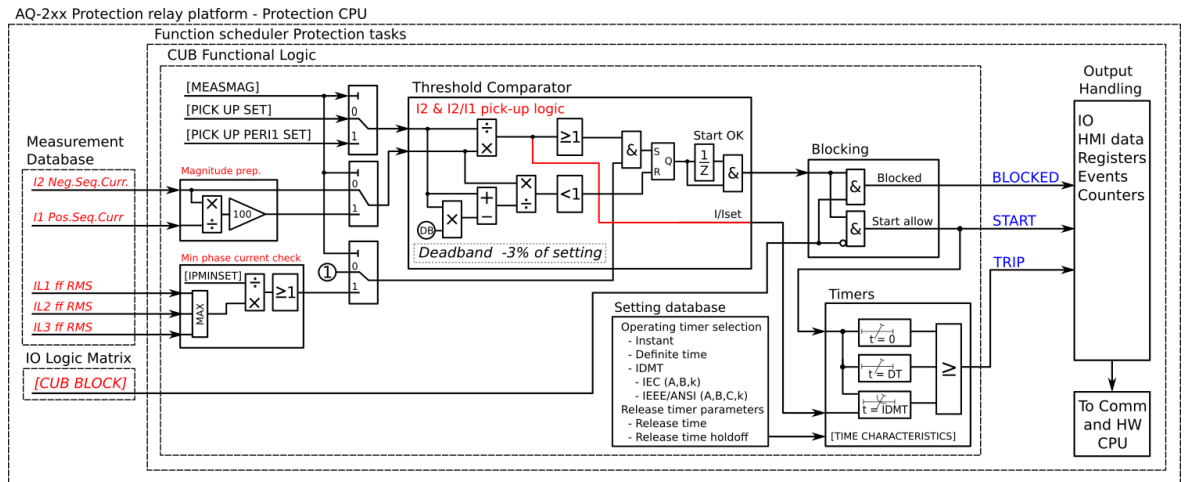 AQ-2xx Protection relay platform - Protection CPU
Function scheduler Protection tasks
CUB Functional Logic
Measurement
Database
I2 Neg.Seq.Curr.
I1 Pos.Seq.Curr
IL1 ff RMS
IL2 ff RMS
IL3 ff RMS
IO Logic Matrix
[CUB BLOCK]
[MEASMAG]
[PICK UP SET]
[PICK UP PERI1 SET]
0
1
Magnitude prep.
×
÷
100
0
1
Min phase current check
[IPMINSET]
MAX
÷
×
≥1
1
0
1
Threshold Comparator
I2 & I2/I1 pick-up logic
÷
×
≥1
&
S
R
Q
Start OK
1
Z
&
DB
×
+
−
×
÷
<1
I/Iset
Deadband -3% of setting
Blocking
&
Blocked
&
Start allow
BLOCKED
START
TRIP
Setting database
Operating timer selection
- Instant
- Definite time
- IDMT
- IEC (A,B,k)
- IEEE/ANSI (A,B,C,k)
Release timer parameters
- Release time
- Release time holdoff
Timers
t = 0
t = DT
t = IDMT
≥1
[TIME CHARACTERISTICS]
Output
Handling
IO
HMI data
Registers
Events
Counters
To Comm
and HW
CPU